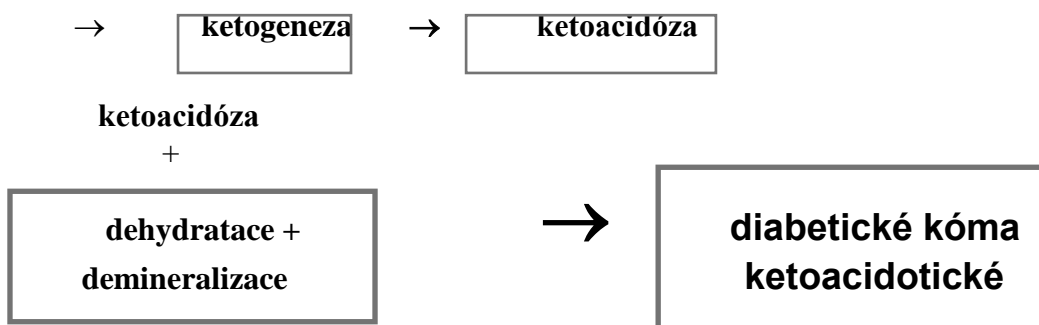 → ketogeneza → ketoacidóza
ketoacidóza
+
dehydratace +
demineralizace
→
diabetické kóma
ketoacidotické